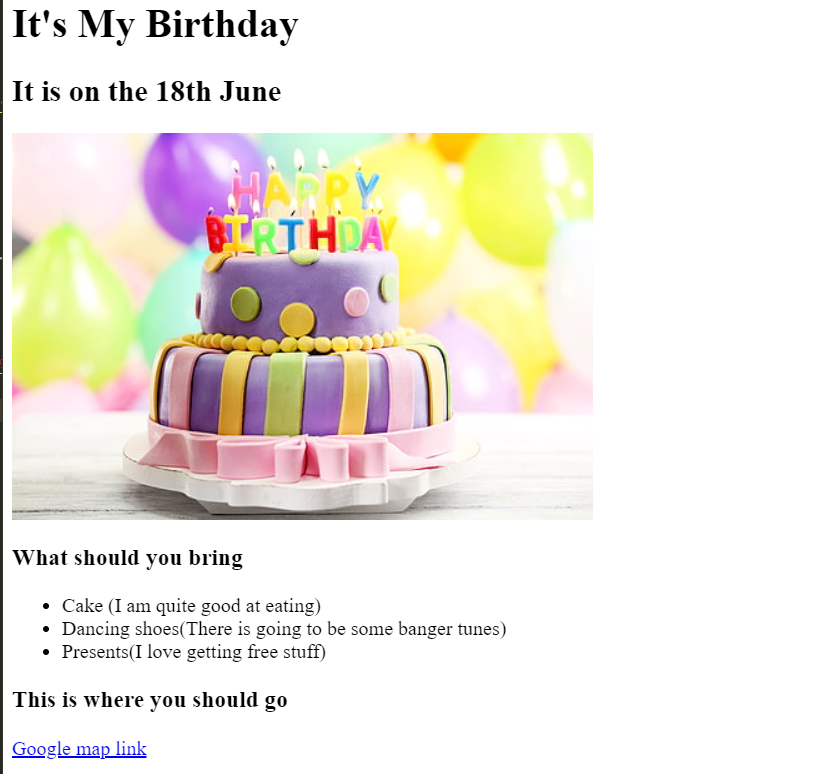 It's My Birthday
It is on the 18th June
HAPPY
BIRTHDAY
What should you bring
Cake (I am quite good at eating)
Dancing shoes(There is going to be some banger tunes)
Presents(I love getting free stuff)
This is where you should go
Google map link